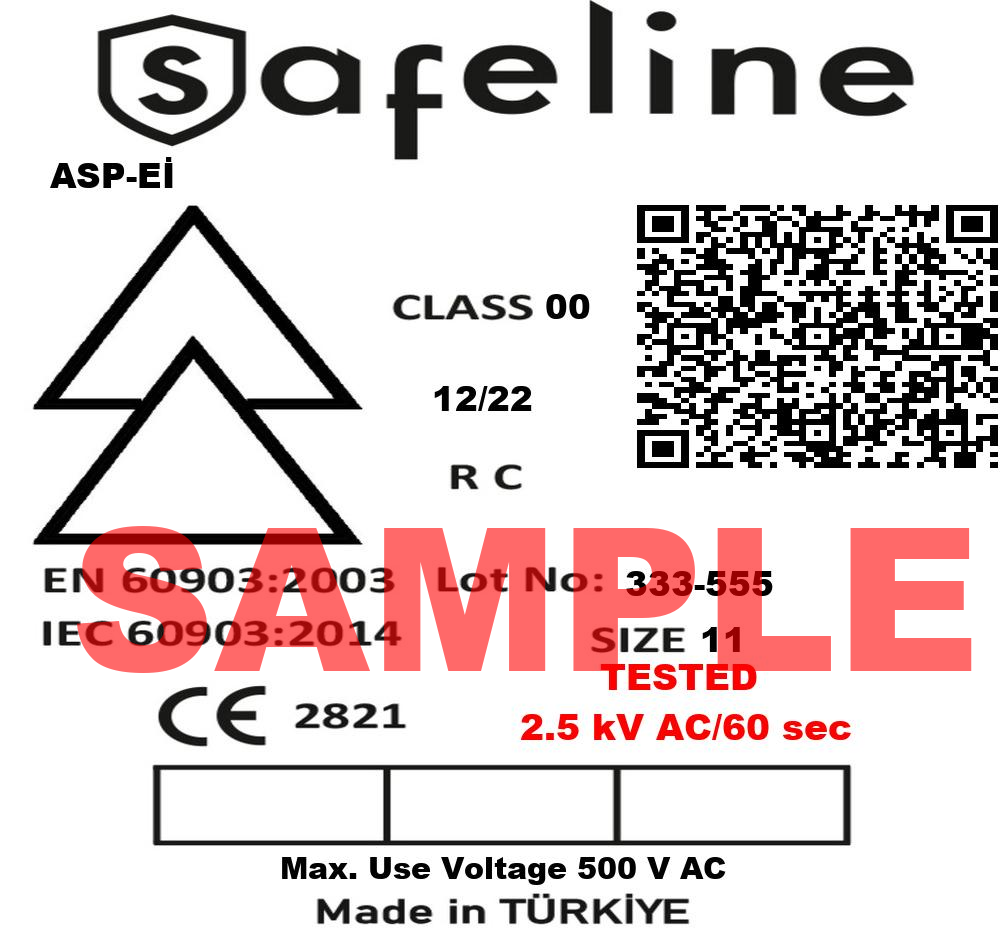 Safeline
ASP-Eİ
CLASS 00
12/22
R C
SAMPLE
EN 60903:2003 Lot No: 333-555
IEC 60903:2014 SIZE 11
TESTED
CE 2821
2.5 kV AC/60 sec
Max. Use Voltage 500 V AC
Made in TÜRKİYE